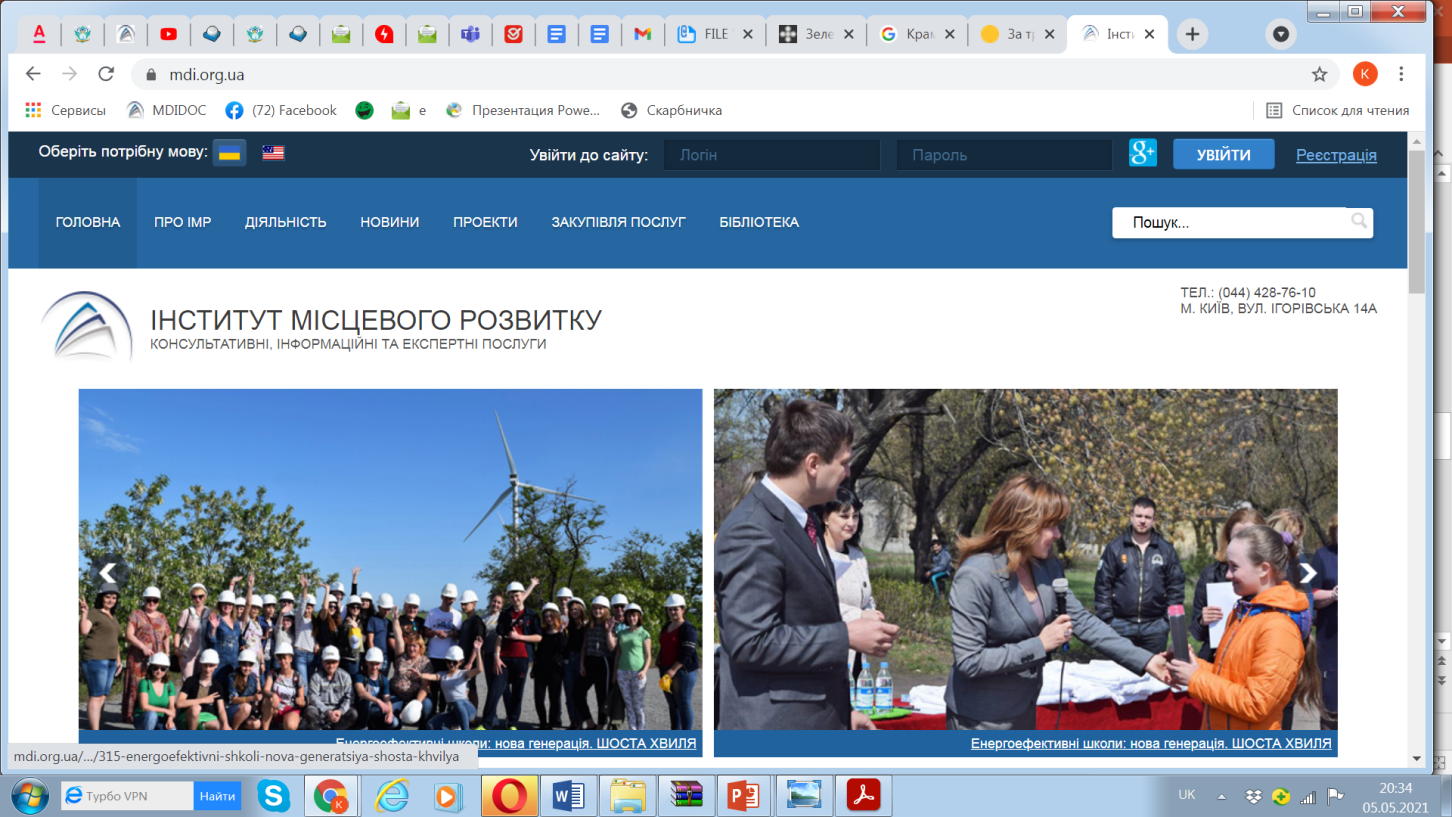 FILE
Зеле
Кран
За тр
Інсти
mdi.org.ua
K
Сервисы
MDIDOC
(72) Facebook
e
Презентация Powe...
Скарбничка
Список для чтения
Оберіть потрібну мову:
Увійти до сайту:
Логін
Пароль
g+
УВІЙТИ
Реєстрація
ГОЛОВНА
ПРО ІМР
ДІЯЛЬНІСТЬ
НОВИНИ
ПРОЕКТИ
ЗАКУПІВЛЯ ПОСЛУГ
БІБЛІОТЕКА
Пошук...
ТЕЛ.: (044) 428-76-10
М. КИЇВ, ВУЛ. ІГОРІВСЬКА 14А
ІНСТИТУТ МІСЦЕВОГО РОЗВИТКУ
КОНСУЛЬТАТИВНІ, ІНФОРМАЦІЙНІ ТА ЕКСПЕРТНІ ПОСЛУГИ
Енергоефективні школи: нова генерація. ШОСТА ХВИЛЯ
Енергоефективні школи: нова генерація. ШОСТА ХВИЛЯ
mdi.org.ua/.../315-energoefektivni-shkoli-nova-generatsiya-shosta-khvilya
Турбо VPN
Найти
UK
20:34
05.05.2021